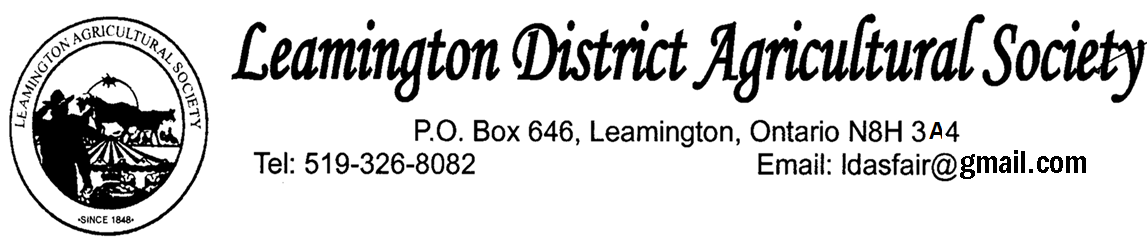 LEAMINGTON AGRICULTURAL SOCIETY
•SINCE 1848•
Leamington District Agricultural Society
P.O. Box 646, Leamington, Ontario N8H 3A4
Tel: 519-326-8082
Email: ldasfair@gmail.com